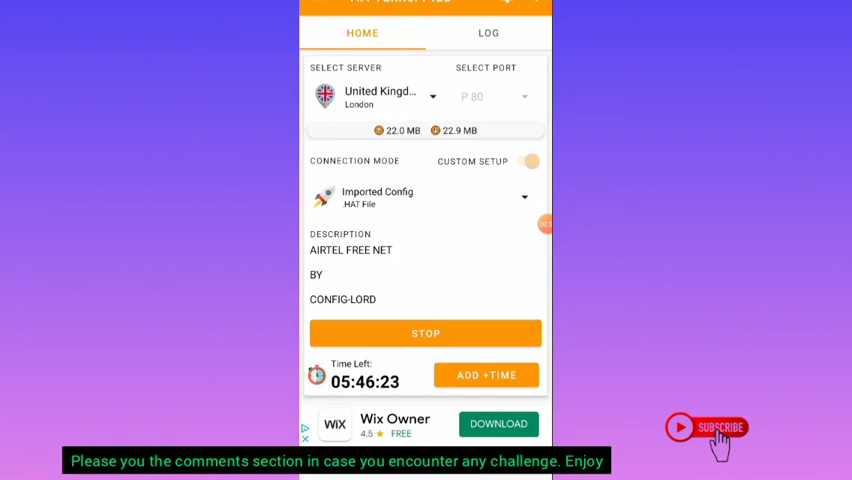 HOME
LOG
SELECT SERVER
SELECT PORT
United Kingd...
London
P 80
22.0 MB
22.9 MB
CONNECTION MODE
CUSTOM SETUP
Imported Config
.HAT File
DESCRIPTION
AIRTEL FREE NET
BY
CONFIG-LORD
STOP
Time Left:
05:46:23
ADD +TIME
WIX
Wix Owner
4.5 ★ FREE
DOWNLOAD
SUBSCRIBE
Please you the comments section in case you encounter any challenge. Enjoy